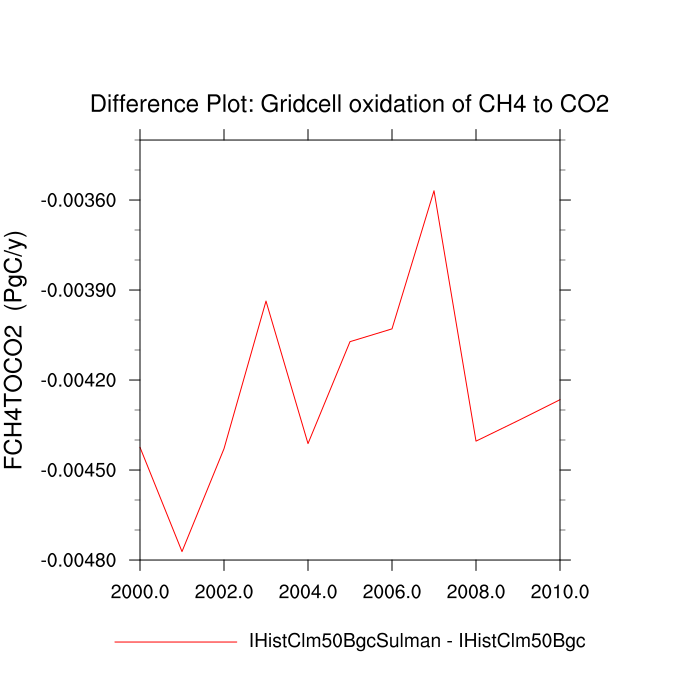 Difference Plot: Gridcell oxidation of CH4 to CO2
FCH4TOCO2 (PgC/y)
-0.00360
-0.00390
-0.00420
-0.00450
-0.00480
2000.0 2002.0 2004.0 2006.0 2008.0 2010.0
IHistClm50BgcSulman - IHistClm50Bgc